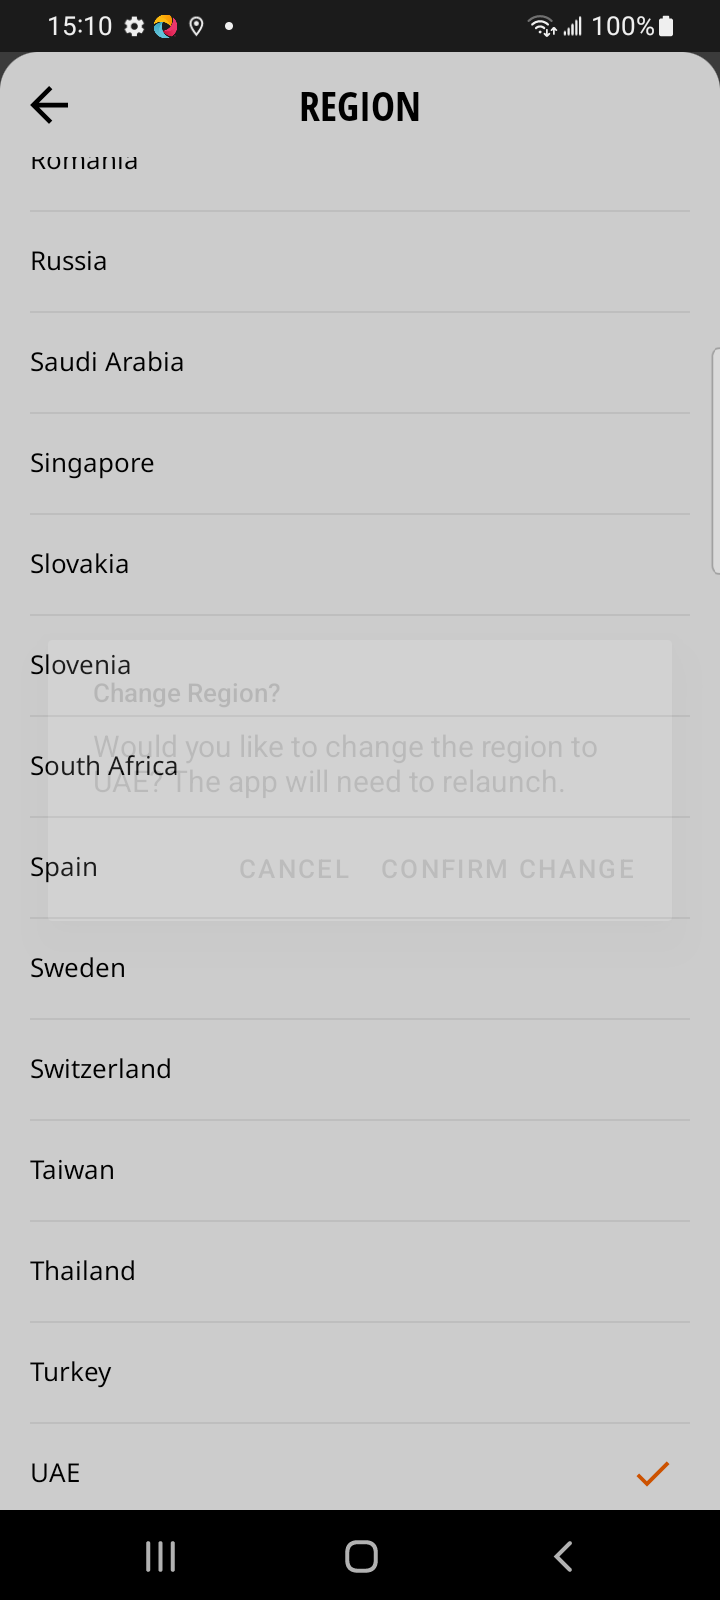 15:10
100%
REGION
Romania
Russia
Saudi Arabia
Singapore
Slovakia
Slovenia
Change Region?
Would you like to change the region to
UAE? The app will need to relaunch.
South Africa
Spain
CANCEL CONFIRM CHANGE
Sweden
Switzerland
Taiwan
Thailand
Turkey
UAE